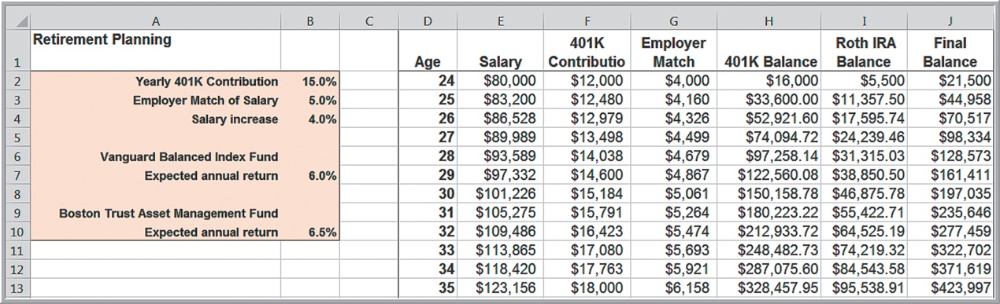 A B C D E F G H I J
1 Retirement Planning Age Salary 401K Contributio Employer Match 401K Balance Roth IRA Balance Final Balance
2 Yearly 401K Contribution 15.0% 24 $80,000 $12,000 $4,000 $16,000 $5,500 $21,500
3 Employer Match of Salary 5.0% 25 $83,200 $12,480 $4,160 $33,600.00 $11,357.50 $44,958
4 Salary increase 4.0% 26 $86,528 $12,979 $4,326 $52,921.60 $17,595.74 $70,517
5 27 $89,989 $13,498 $4,499 $74,094.72 $24,239.46 $98,334
6 Vanguard Balanced Index Fund 28 $93,589 $14,038 $4,679 $97,258.14 $31,315.03 $128,573
7 Expected annual return 6.0% 29 $97,332 $14,600 $4,867 $122,560.08 $38,850.50 $161,411
8 30 $101,226 $15,184 $5,061 $150,158.78 $46,875.78 $197,035
9 Boston Trust Asset Management Fund 31 $105,275 $15,791 $5,264 $180,223.22 $55,422.71 $235,646
10 Expected annual return 6.5% 32 $109,486 $16,423 $5,474 $212,933.72 $64,525.19 $277,459
11 33 $113,865 $17,080 $5,693 $248,482.73 $74,219.32 $322,702
12 34 $118,420 $17,763 $5,921 $287,075.60 $84,543.58 $371,619
13 35 $123,156 $18,000 $6,158 $328,457.95 $95,538.91 $423,997